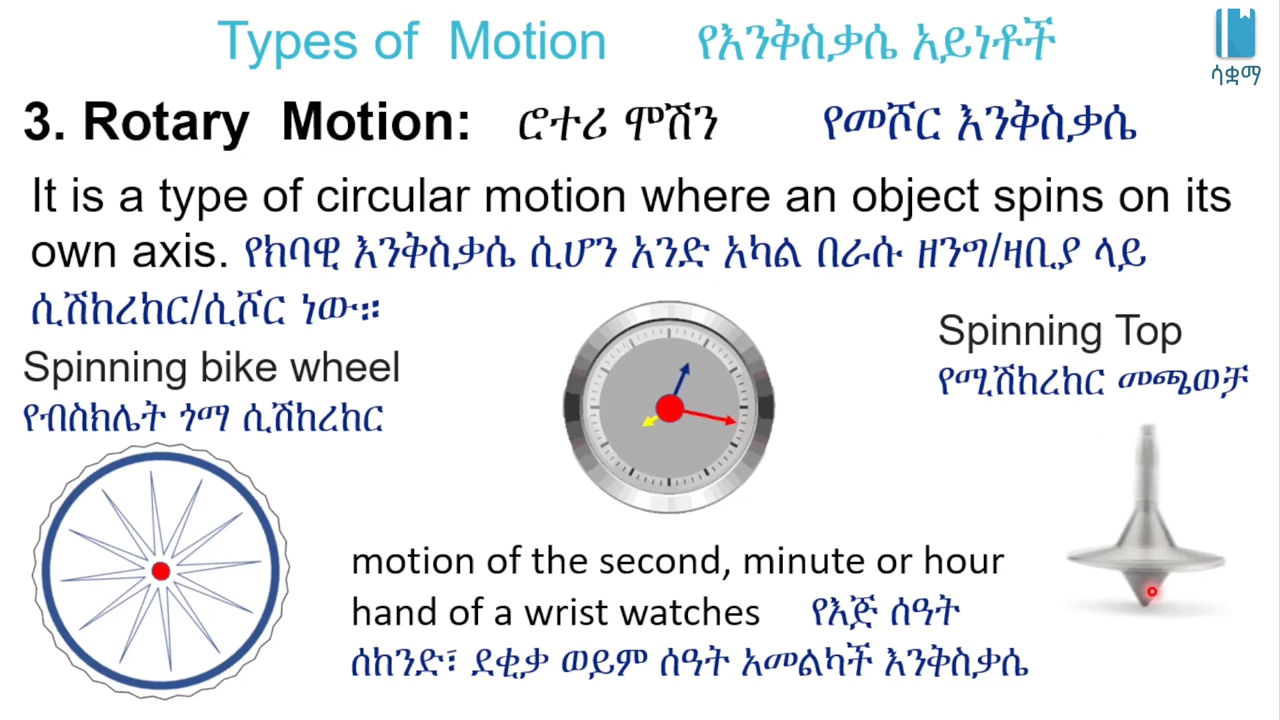 Types of Motion የእንቅስቃሴ አይነቶች
ሳቋማ
3. Rotary Motion: ሮተሪ ሞሽን የመሾር እንቅስቃሴ
It is a type of circular motion where an object spins on its
own axis. የክባዊ እንቅስቃሴ ሲሆን አንድ አካል በራሱ ዘንግ/ዛቢያ ላይ
ሲሽከረከር/ሲሾር ነው።
Spinning bike wheel
የብስክሌት ጎማ ሲሽከረከር
Spinning Top
የሚሽከረከር መጫወቻ
motion of the second, minute or hour
hand of a wrist watches የእጅ ሰዓት
ሰከንድ፣ ደቂቃ ወይም ሰዓት አመልካች እንቅስቃሴ